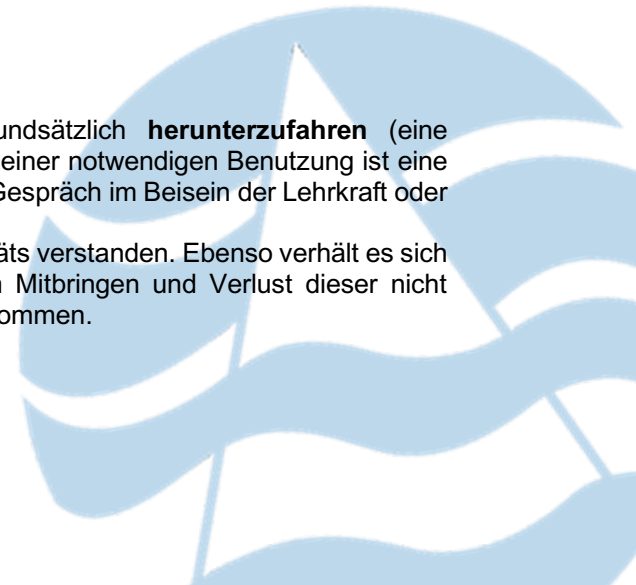 undsätzlich herunterzufahren (eine
einer notwendigen Benutzung ist eine
Gespräch im Beisein der Lehrkraft oder
äts verstanden. Ebenso verhält es sich
Mitbringen und Verlust dieser nicht
ommen.